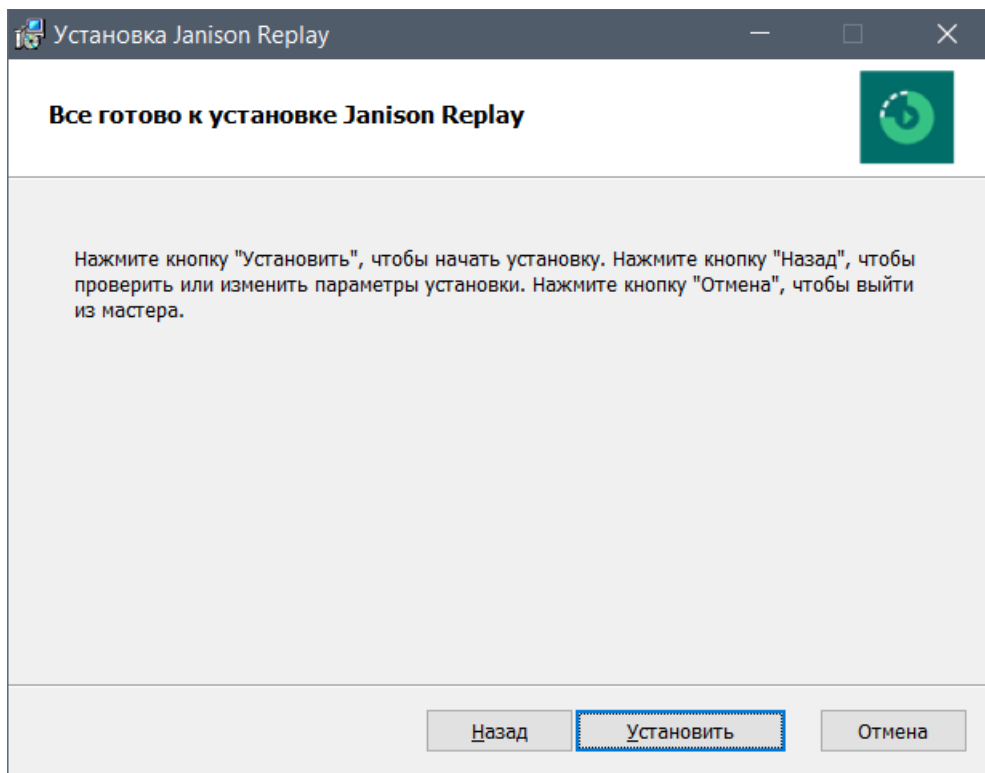 Установка Janison Replay
Все готово к установке Janison Replay
Нажмите кнопку "Установить", чтобы начать установку. Нажмите кнопку "Назад", чтобы
проверить или изменить параметры установки. Нажмите кнопку "Отмена", чтобы выйти
из мастера.
Назад
Установить
Отмена